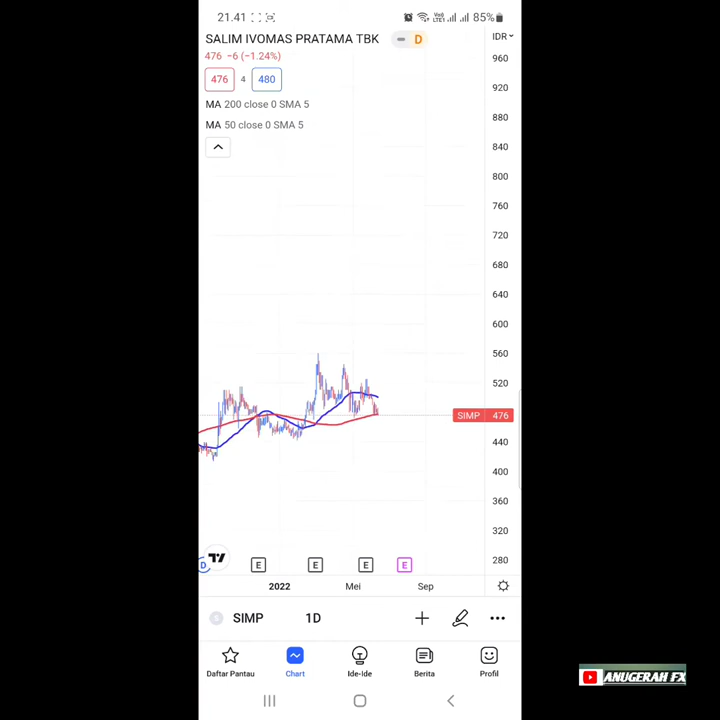 21.41
85%
SALIM IVOMAS PRATAMA TBK
D
IDR
476 −6 (−1.24%)
476 4 480
MA 200 close 0 SMA 5
MA 50 close 0 SMA 5
960
920
880
840
800
760
720
680
640
600
560
520
SIMP 476
440
400
360
320
280
D
E
E
E
E
2022
Mei
Sep
SIMP
1D
Daftar Pantau
Chart
Ide-Ide
Berita
Profil
ANUGERAH FX